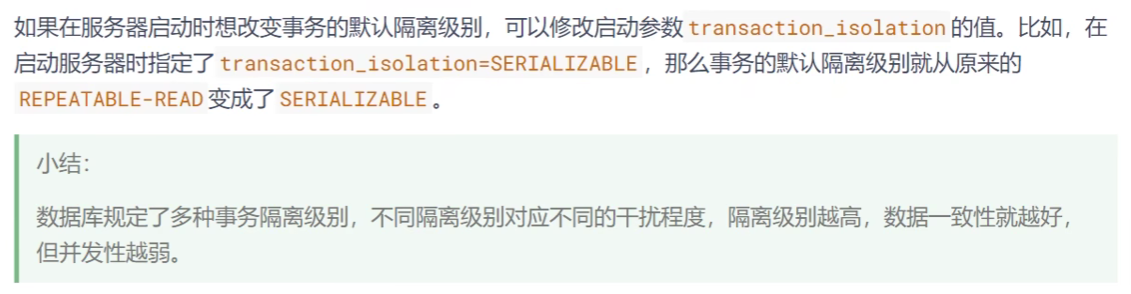 如果在服务器启动时想改变事务的默认隔离级别，可以修改启动参数 transaction_isolation 的值。比如，在
启动服务器时指定了 transaction_isolation=SERIALIZABLE ，那么事务的默认隔离级别就从原来的
REPEATABLE-READ 变成了 SERIALIZABLE 。
小结：
数据库规定了多种事务隔离级别，不同隔离级别对应不同的干扰程度，隔离级别越高，数据一致性就越好，
但并发性越弱。